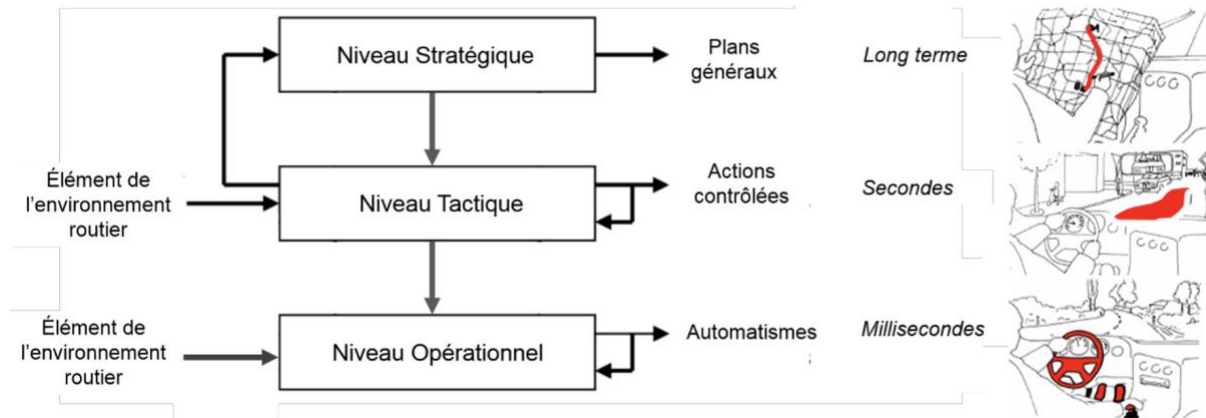 Niveau Stratégique
Plans
généraux
Long terme
Élément de
l'environnement
routier
Niveau Tactique
Actions
contrôlées
Secondes
Élément de
l'environnement
routier
Niveau Opérationnel
Automatismes
Millisecondes